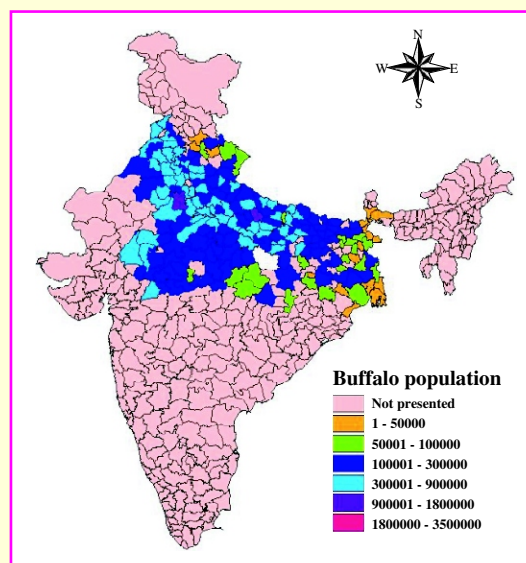 N
W E
S
Buffalo population
Not presented
1 - 50000
50001 - 100000
100001 - 300000
300001 - 900000
900001 - 1800000
1800000 - 3500000